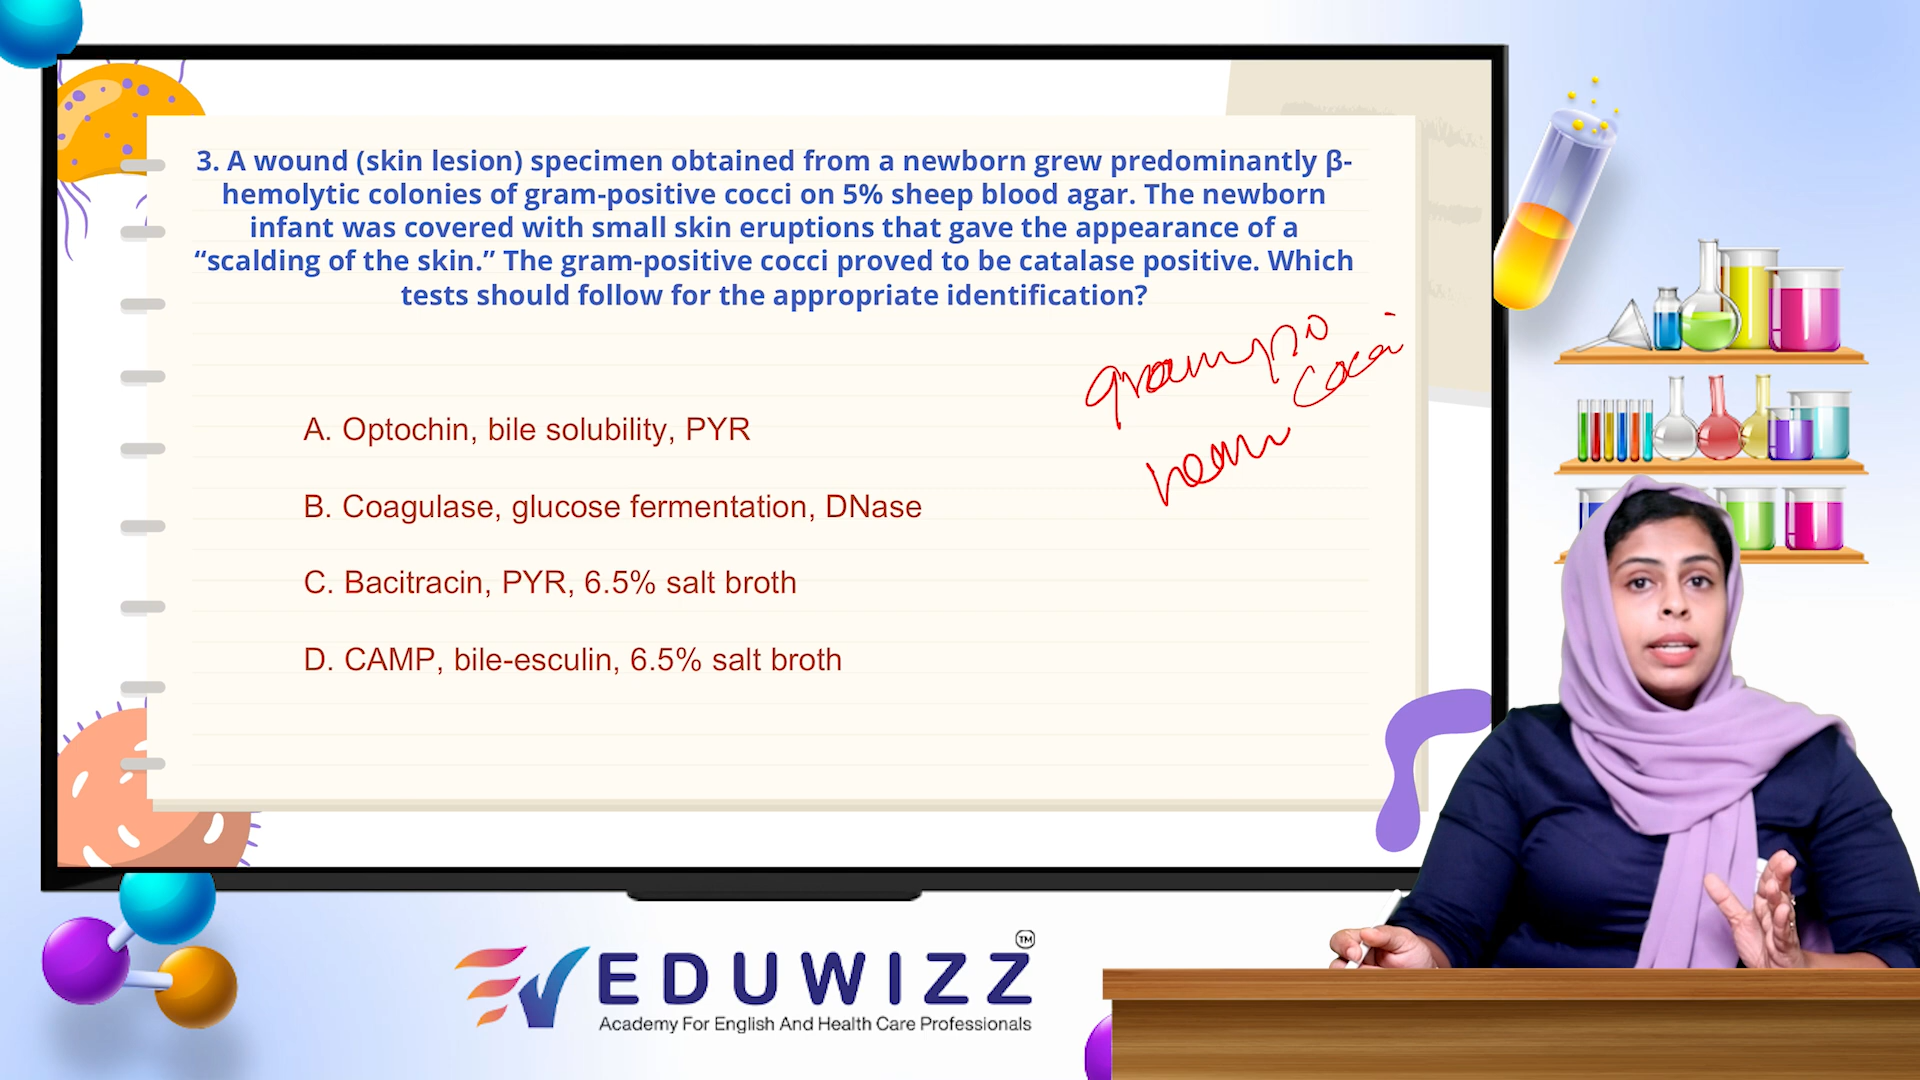 3. A wound (skin lesion) specimen obtained from a newborn grew predominantly β-
hemolytic colonies of gram-positive cocci on 5% sheep blood agar. The newborn
infant was covered with small skin eruptions that gave the appearance of a
“scalding of the skin.” The gram-positive cocci proved to be catalase positive. Which
tests should follow for the appropriate identification?
cocci
A. Optochin, bile solubility, PYR
B. Coagulase, glucose fermentation, DNase
C. Bacitracin, PYR, 6.5% salt broth
D. CAMP, bile-esculin, 6.5% salt broth
EDUWIZZ TM
Academy For English And Health Care Professionals